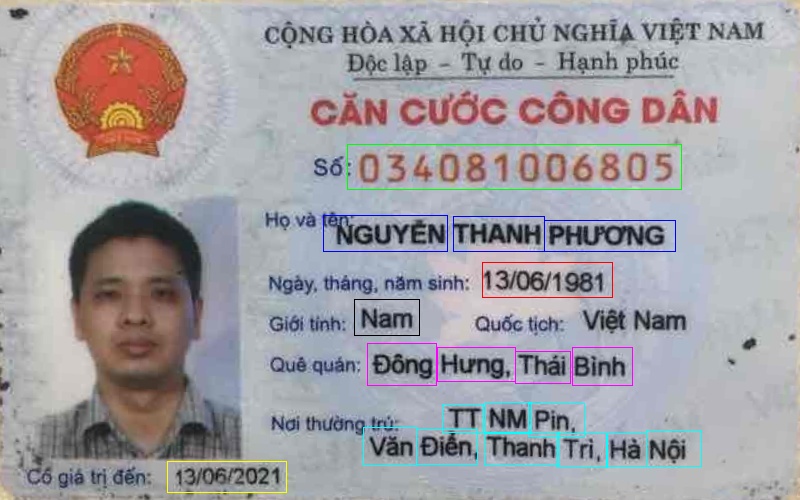 CỘNG HÒA XÃ HỘI CHỦ NGHĨA VIỆT NAM
Độc lập - Tự do - Hạnh phúc
CĂN CƯỚC CÔNG DÂN
Số: 034081006805
Họ và tên: NGUYỄN THANH PHƯƠNG
Ngày, tháng, năm sinh: 13/06/1981
Giới tính: Nam Quốc tịch: Việt Nam
Quê quán: Đông Hưng, Thái Bình
Nơi thường trú: TT NM Pin,
Văn Điển, Thanh Trì, Hà Nội
Có giá trị đến: 13/06/2021